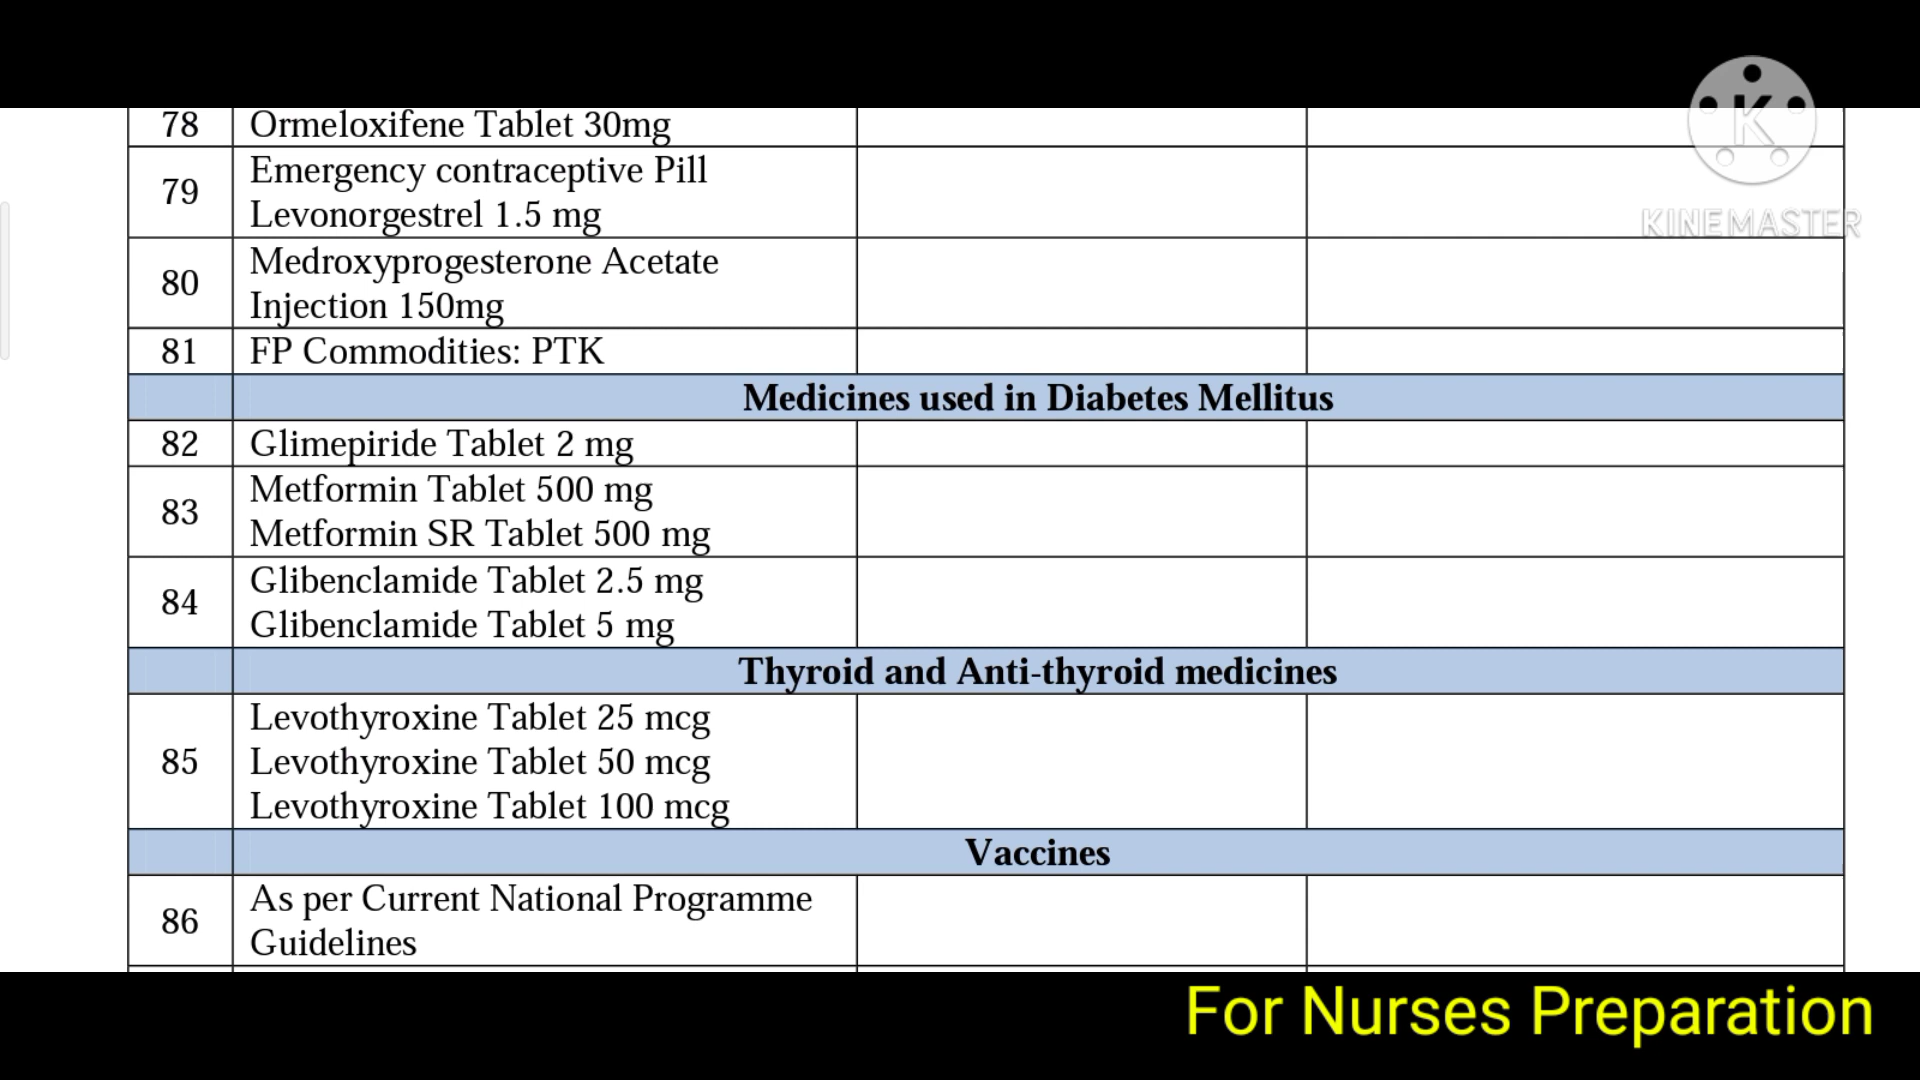 78 Ormeloxifene Tablet 30mg
79 Emergency contraceptive Pill
Levonorgestrel 1.5 mg
80 Medroxyprogesterone Acetate
Injection 150mg
81 FP Commodities: PTK
Medicines used in Diabetes Mellitus
82 Glimepiride Tablet 2 mg
83 Metformin Tablet 500 mg
Metformin SR Tablet 500 mg
84 Glibenclamide Tablet 2.5 mg
Glibenclamide Tablet 5 mg
Thyroid and Anti-thyroid medicines
85 Levothyroxine Tablet 25 mcg
Levothyroxine Tablet 50 mcg
Levothyroxine Tablet 100 mcg
Vaccines
86 As per Current National Programme
Guidelines
K
KINEMASTER
For Nurses Preparation